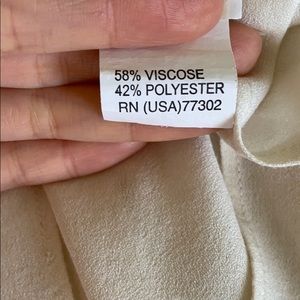 58% VISCOSE
42% POLYESTER
RN (USA)77302